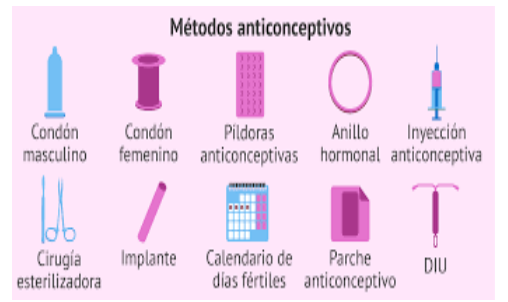 Métodos anticonceptivos
Condón masculino
Condón femenino
Píldoras anticonceptivas
Anillo hormonal
Inyección anticonceptiva
Cirugía esterilizadora
Implante
Calendario de días fértiles
Parche anticonceptivo
DIU